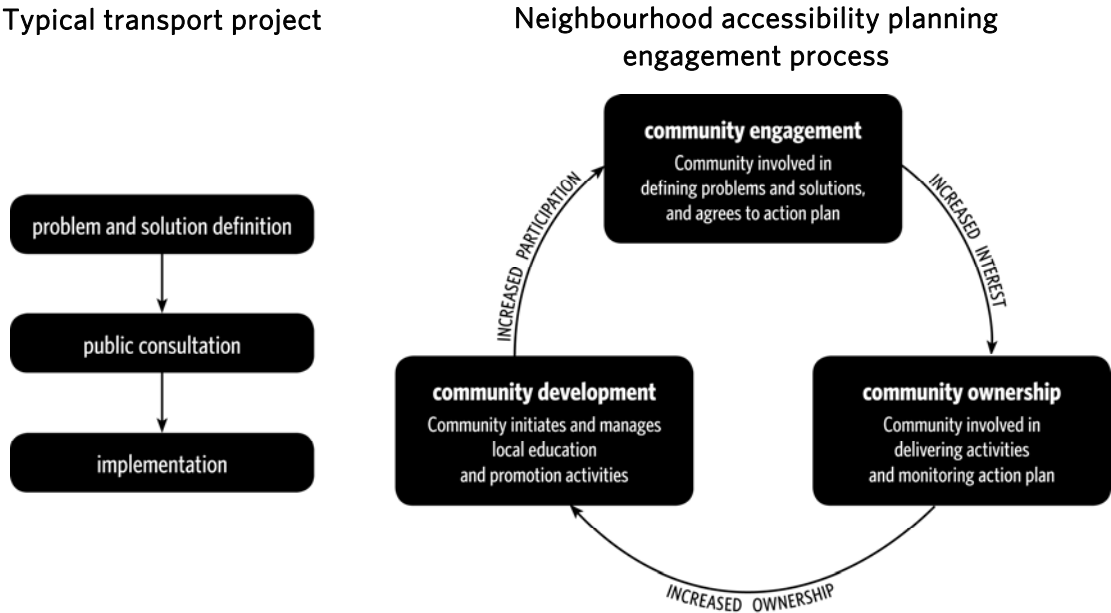 Typical transport project
problem and solution definition
public consultation
implementation
Neighbourhood accessibility planning
engagement process
community engagement
Community involved in
defining problems and solutions,
and agrees to action plan
INCREASED INTEREST
community ownership
Community involved in
delivering activities
and monitoring action plan
INCREASED OWNERSHIP
community development
Community initiates and manages
local education
and promotion activities
INCREASED PARTICIPATION